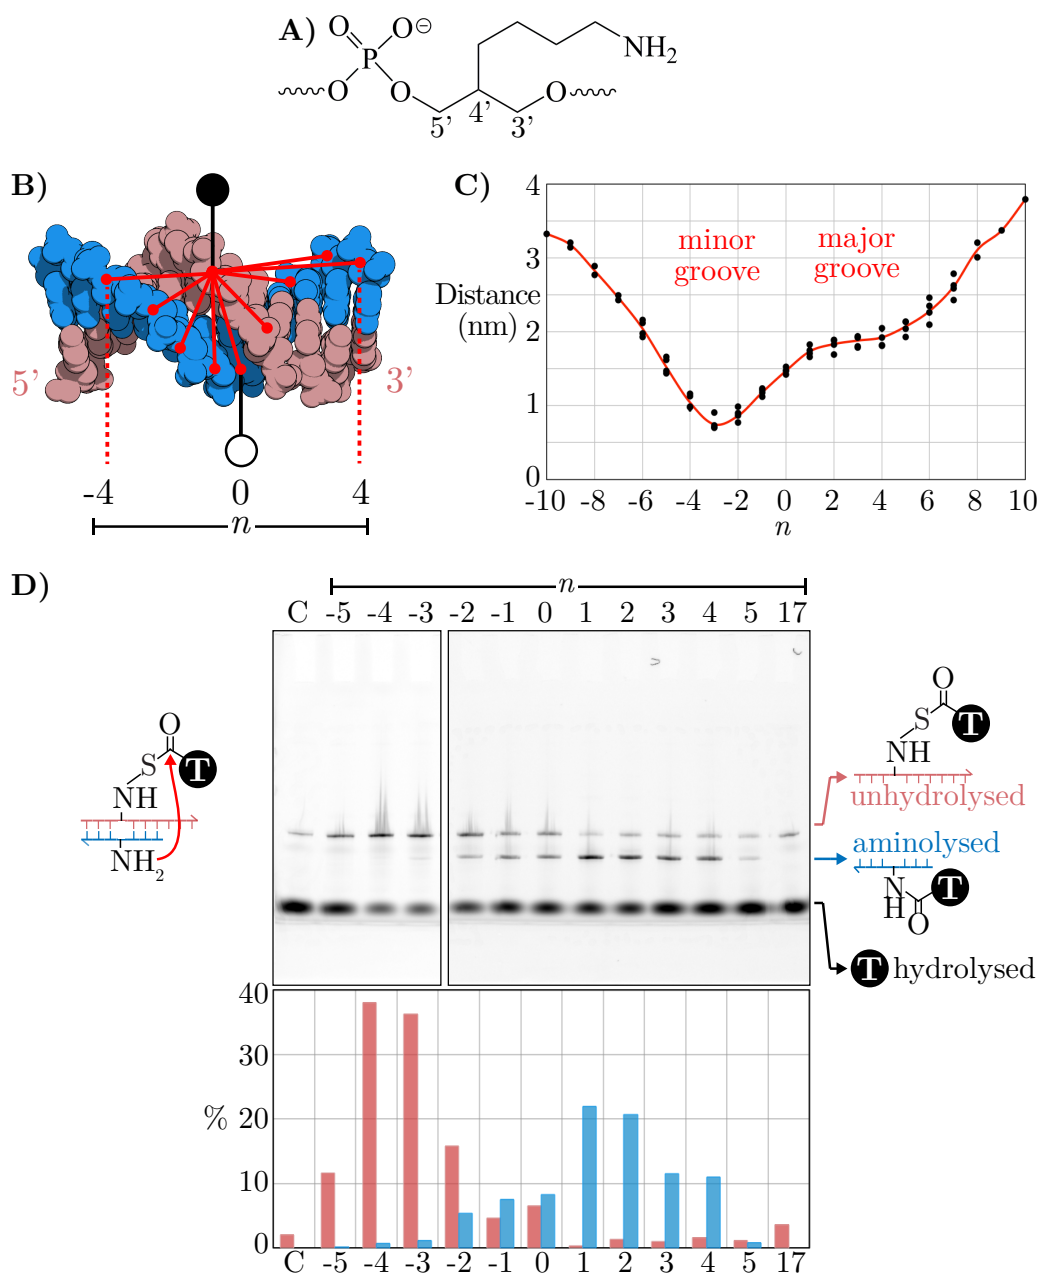 A)
O
O⊖
P
O
O
NH₂
O
5'
4'
3'
B)
5'
3'
-4
0
4
n
C)
4
3
2
1
0
Distance
(nm)
minor
groove
major
groove
-10 -8 -6 -4 -2 0 2 4 6 8 10
n
D)
n
C -5 -4 -3 -2 -1 0 1 2 3 4 5 17
O
S
T
NH
NH₂
O
S
T
NH
unhydrolysed
aminolysed
N
H
T
O
T hydrolysed
40
30
20
10
0
%
C -5 -4 -3 -2 -1 0 1 2 3 4 5 17